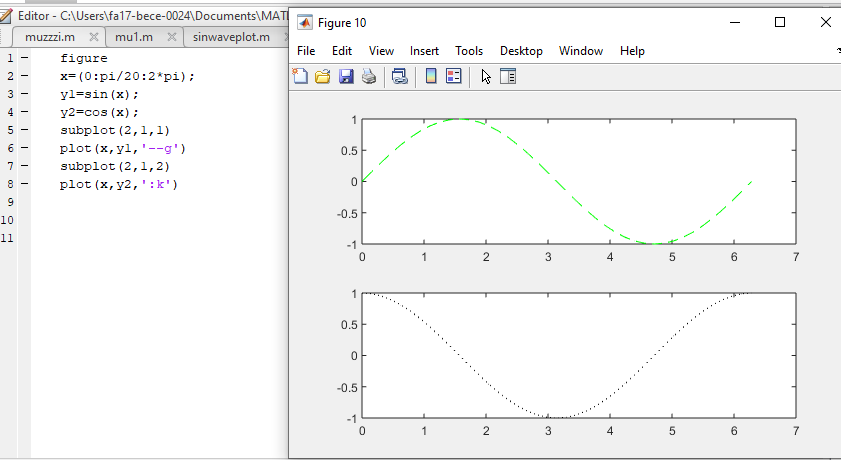 Editor - C:\Users\fa17-bece-0024\Documents\MATL
muzzzi.m mu1.m sinwaveplot.m
1 figure
2 x=(0:pi/20:2*pi);
3 y1=sin(x);
4 y2=cos(x);
5 subplot(2,1,1)
6 plot(x,y1,'--g')
7 subplot(2,1,2)
8 plot(x,y2,':k')
9
10
11
Figure 10
File Edit View Insert Tools Desktop Window Help
1
0.5
0
-0.5
-1
0 1 2 3 4 5 6 7
1
0.5
0
-0.5
-1
0 1 2 3 4 5 6 7